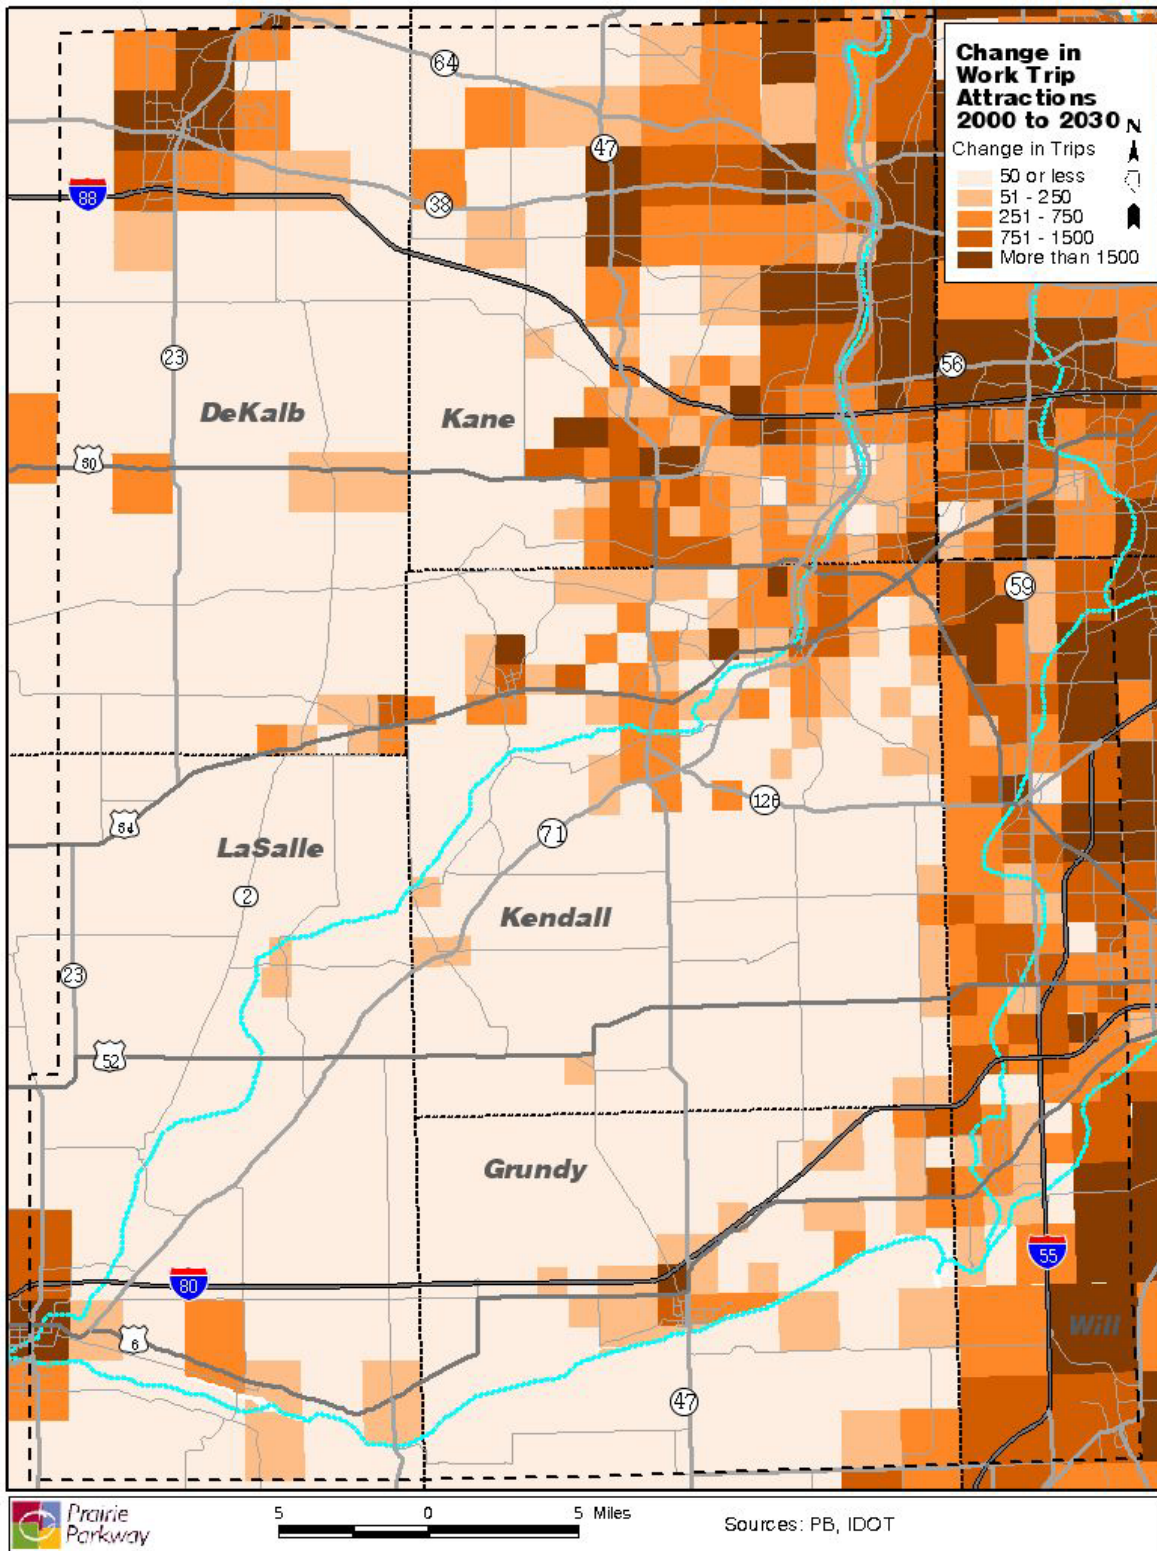 Change in
Work Trip
Attractions
2000 to 2030
N
Change in Trips
50 or less
51 - 250
251 - 750
751 - 1500
More than 1500
64
47
88
38
23
56
DeKalb
Kane
80
59
126
84
71
LaSalle
2
Kendall
23
52
Grundy
55
80
Will
6
47
Prairie
Parkway
5 0 5 Miles
Sources: PB, IDOT